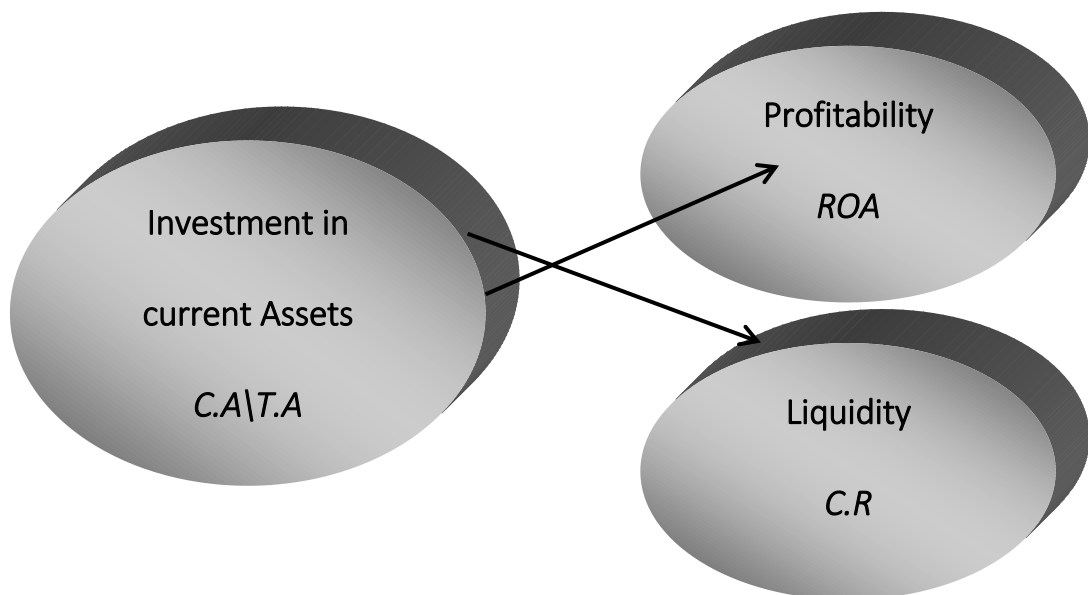 Investment in
current Assets
C.A\T.A
Profitability
ROA
Liquidity
C.R